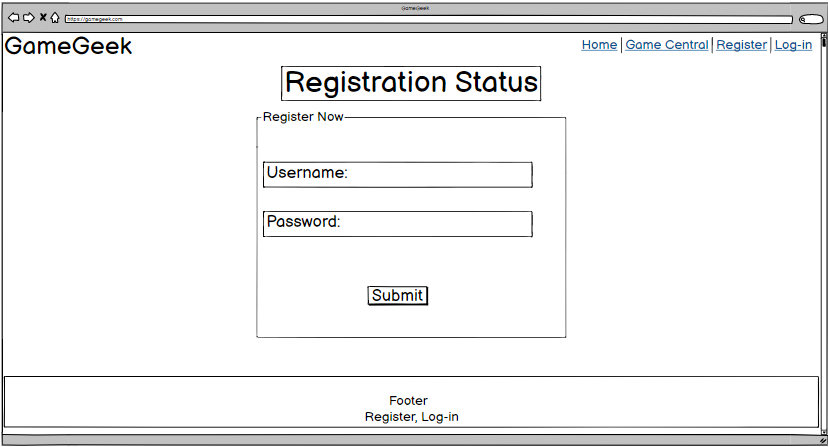 GameGeek
https://gamegeek.com
GameGeek
Home | Game Central | Register | Log-in
Registration Status
Register Now
Username:
Password:
Submit
Footer
Register, Log-in